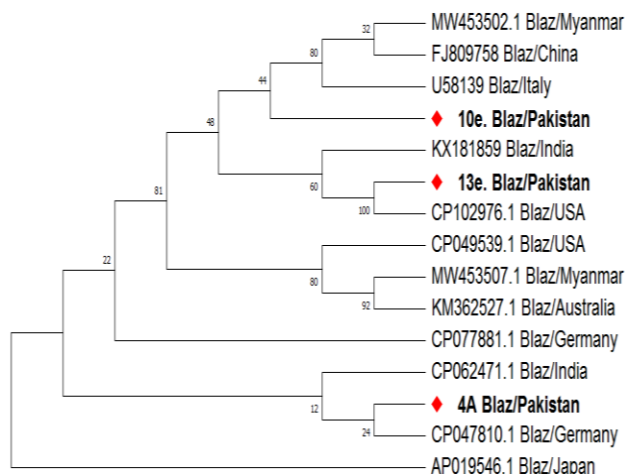 MW453502.1 Blaz/Myanmar
32
FJ809758 Blaz/China
80
U58139 Blaz/Italy
44
10e. Blaz/Pakistan
48
KX181859 Blaz/India
60
13e. Blaz/Pakistan
81
100
CP102976.1 Blaz/USA
CP049539.1 Blaz/USA
22
80
MW453507.1 Blaz/Myanmar
92
KM362527.1 Blaz/Australia
CP077881.1 Blaz/Germany
CP062471.1 Blaz/India
12
4A Blaz/Pakistan
24
CP047810.1 Blaz/Germany
AP019546.1 Blaz/Japan